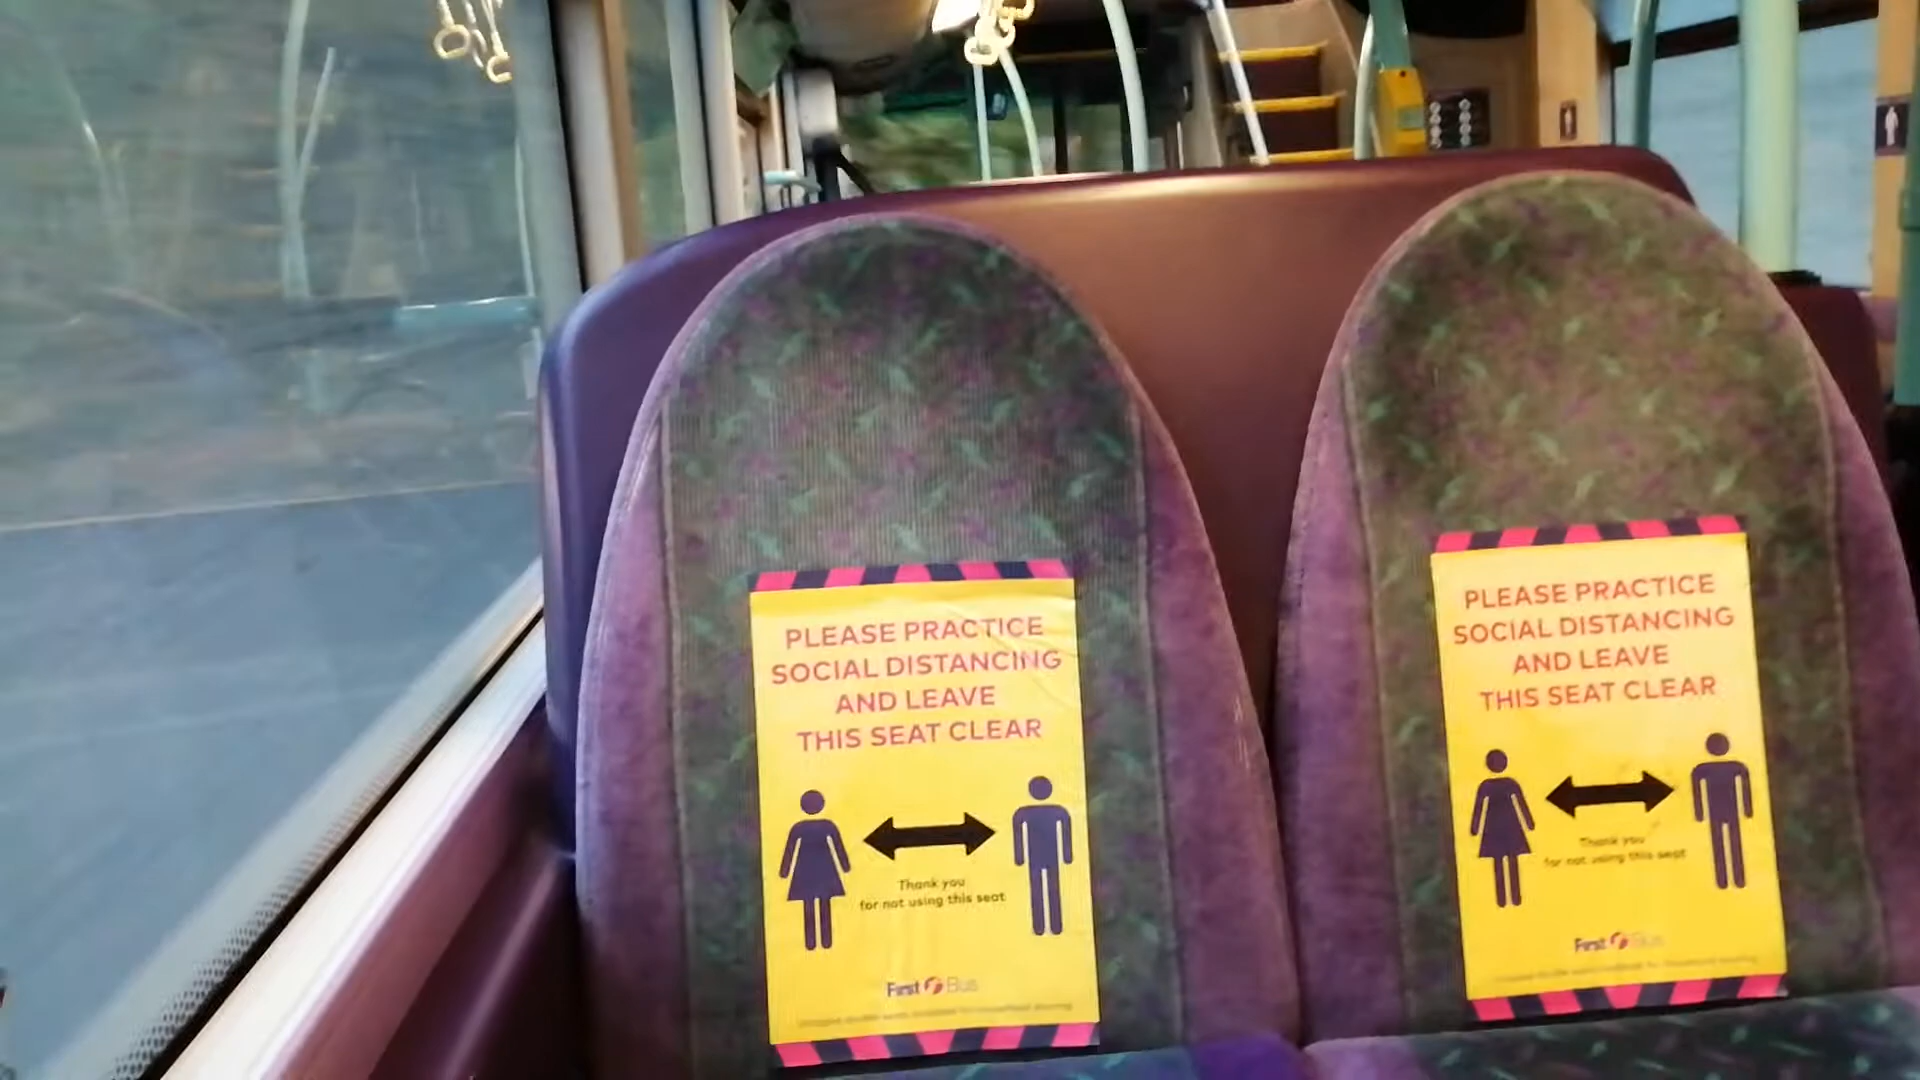 PLEASE PRACTICE
SOCIAL DISTANCING
AND LEAVE
THIS SEAT CLEAR
Thank you
for not using this seat
First Bus
PLEASE PRACTICE
SOCIAL DISTANCING
AND LEAVE
THIS SEAT CLEAR
Thank you
for not using this seat
First Bus